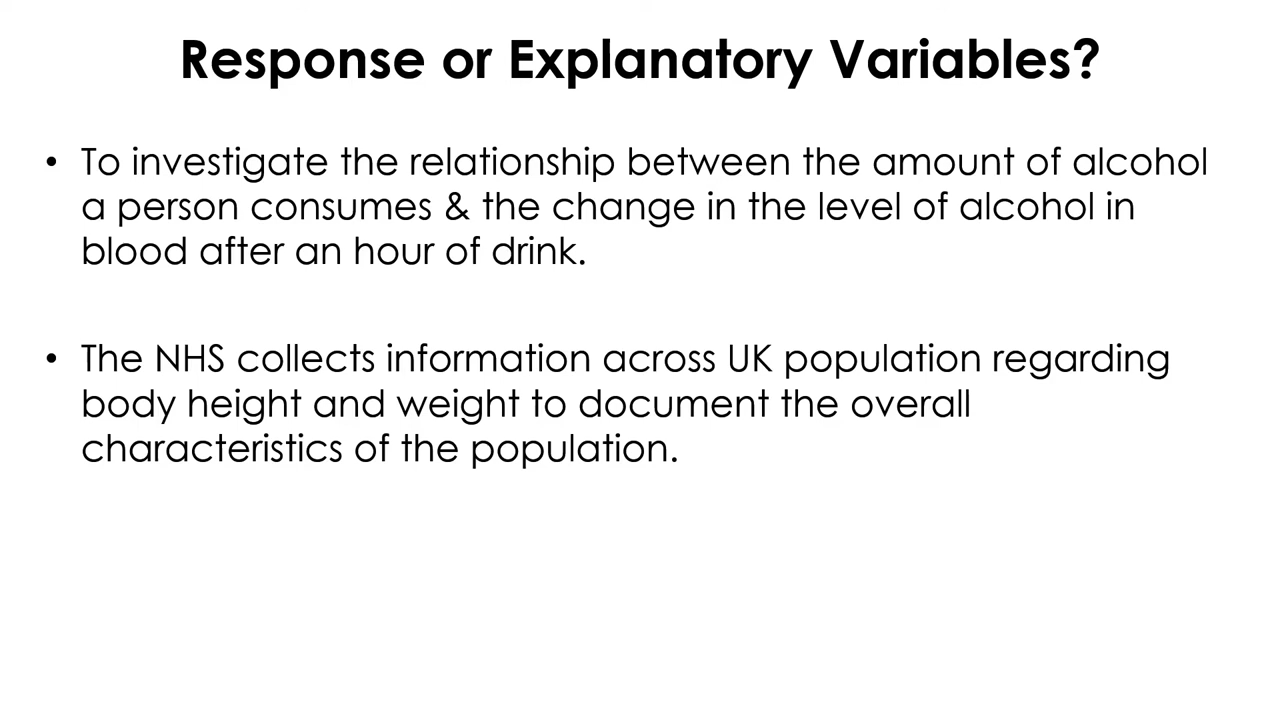 Response or Explanatory Variables?
• To investigate the relationship between the amount of alcohol
a person consumes & the change in the level of alcohol in
blood after an hour of drink.
• The NHS collects information across UK population regarding
body height and weight to document the overall
characteristics of the population.